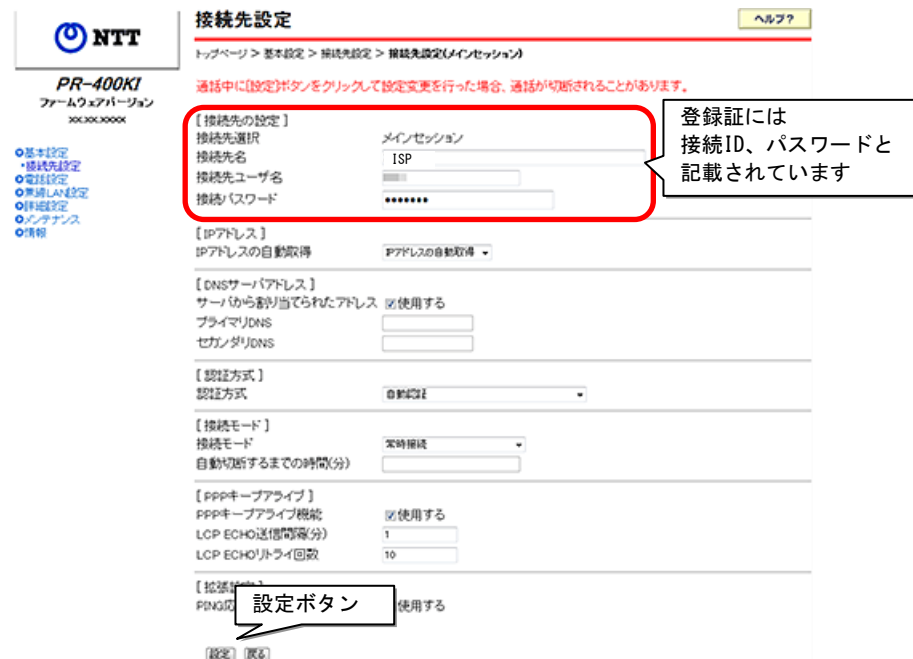 NTT
PR-400KI
ファームウェアバージョン
xx.xx.xxxx
基本設定
・接続先設定
電話設定
無線LAN設定
詳細設定
メンテナンス
情報
接続先設定
ヘルプ?
トップページ > 基本設定 > 接続先設定 > 接続先設定(メインセッション)
通話中に[設定]ボタンをクリックして設定変更を行った場合、通話が切断されることがあります。
[接続先の設定]
接続先選択 メインセッション
接続先名 ISP
接続先ユーザ名
接続パスワード •••••••
登録証には
接続ID、パスワードと
記載されています
[IPアドレス]
IPアドレスの自動取得 IPアドレスの自動取得
[DNSサーバアドレス]
サーバから割り当てられたアドレス 使用する
プライマリDNS
セカンダリDNS
[認証方式]
認証方式 自動認証
[接続モード]
接続モード 常時接続
自動切断するまでの時間(分)
[PPPキープアライブ]
PPPキープアライブ機能 使用する
LCP ECHO送信間隔(分) 1
LCP ECHOリトライ回数 10
[拡張
PING応 使用する
設定ボタン
設定 戻る